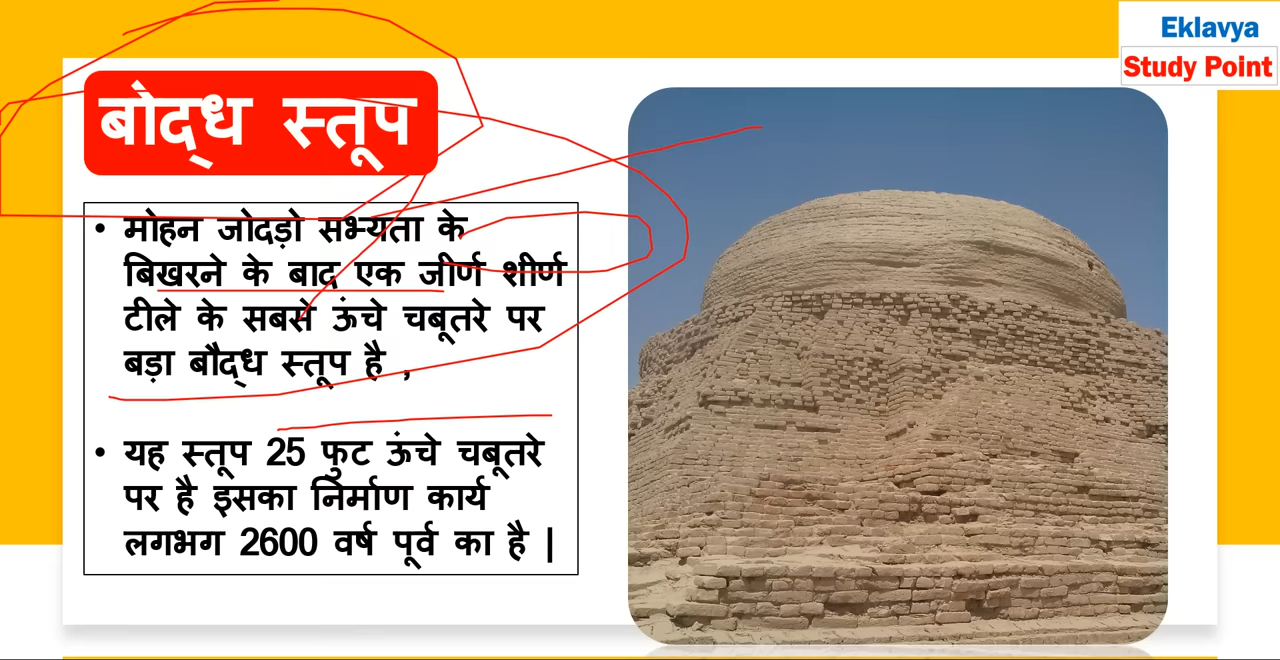 Eklavya
Study Point
बोद्ध स्तूप
• मोहन जोदड़ो सभ्यता के
बिखरने के बाद एक जीर्ण शीर्ण
टीले के सबसे ऊंचे चबूतरे पर
बड़ा बौद्ध स्तूप है ,
• यह स्तूप 25 फुट ऊंचे चबूतरे
पर है इसका निर्माण कार्य
लगभग 2600 वर्ष पूर्व का है |